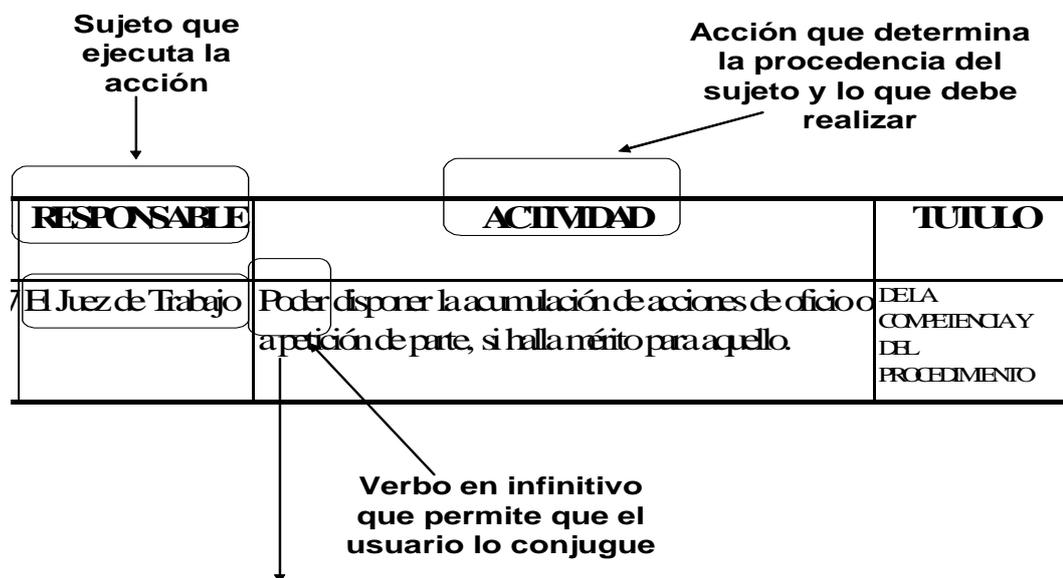 Sujeto que
ejecuta la
acción
Acción que determina
la procedencia del
sujeto y lo que debe
realizar
RESPONSABLE
ACTIVIDAD
TUTULO
7
El Juez de Trabajo
Poder disponer la acumulación de acciones de oficio o
a petición de parte, si halla mérito para aquello.
DE LA
COMPETENCIA Y
DEL
PROCEDIMIENTO
Verbo en infinitivo
que permite que el
usuario lo conjugue